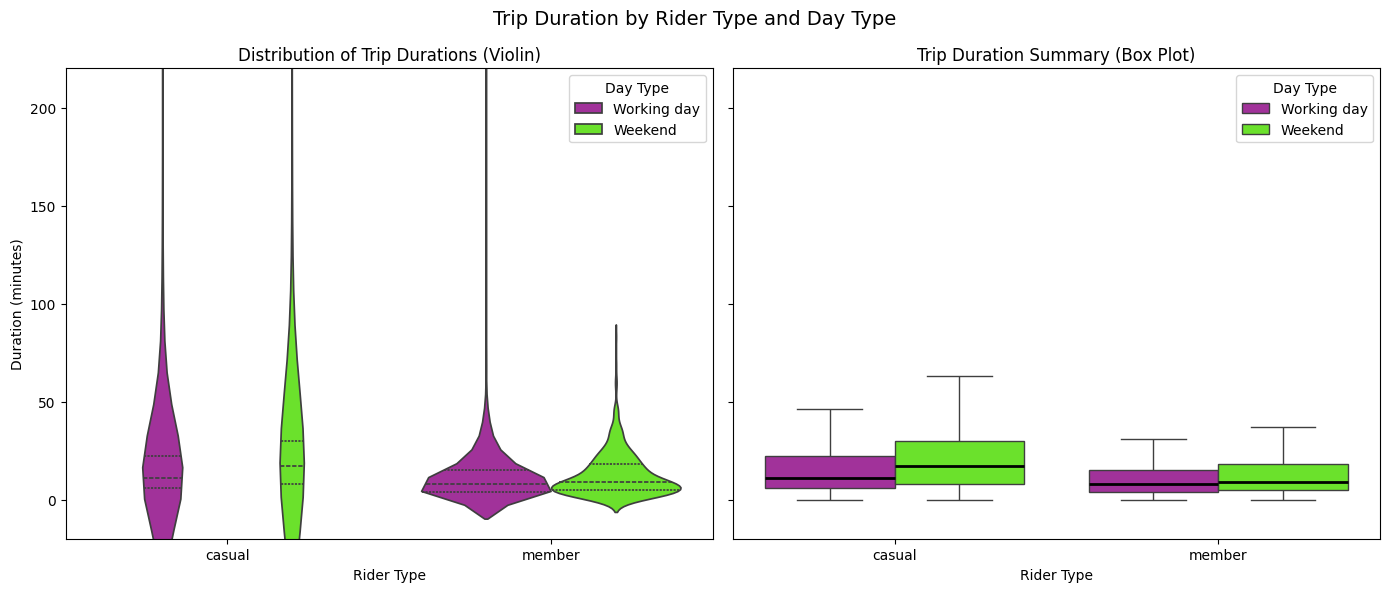 Trip Duration by Rider Type and Day Type
Distribution of Trip Durations (Violin)
Day Type
Working day
Weekend
200
150
100
50
0
Duration (minutes)
casual
member
Rider Type
Trip Duration Summary (Box Plot)
Day Type
Working day
Weekend
casual
member
Rider Type